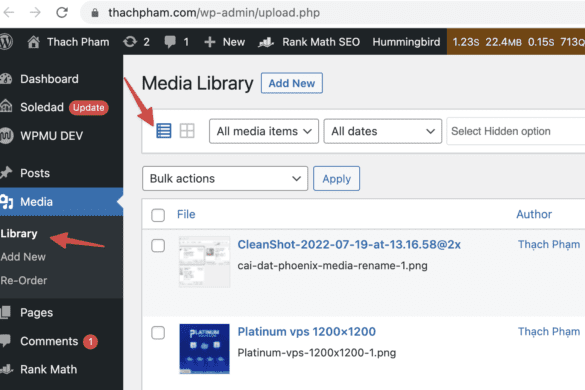 thachpham.com/wp-admin/upload.php
Thach Pham 2 1 + New Rank Math SEO Hummingbird 1.23S 22.4MB 0.15S 713Q
Dashboard
Soledad Update
WPMU DEV
Posts
Media
Library
Add New
Re-Order
Pages
Comments 1
Rank Math
Media Library Add New
All media items All dates Select Hidden option
Bulk actions Apply
File Author
CleanShot-2022-07-19-at-13.16.58@2x Thạch Phạm
cai-dat-phoenix-media-rename-1.png
PLATINUM
Platinum vps 1200×1200 Thạch Phạm
Platinum-vps-1200x1200-1.png